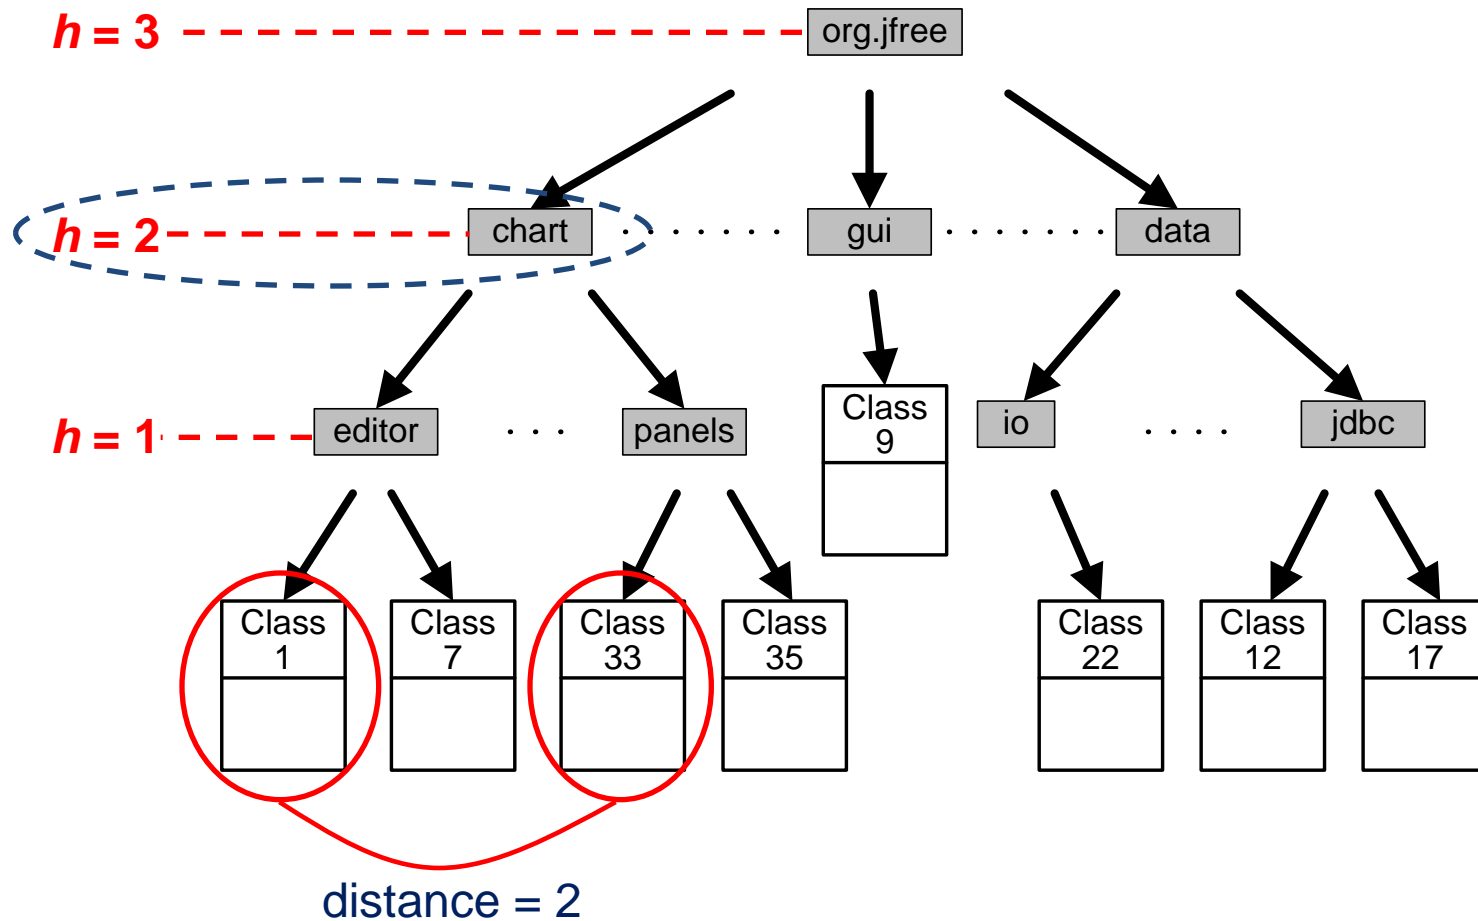 h = 3
org.jfree
h = 2
chart
gui
data
h = 1
editor
panels
Class
9
io
jdbc
Class
1
Class
7
Class
33
Class
35
Class
22
Class
12
Class
17
distance = 2